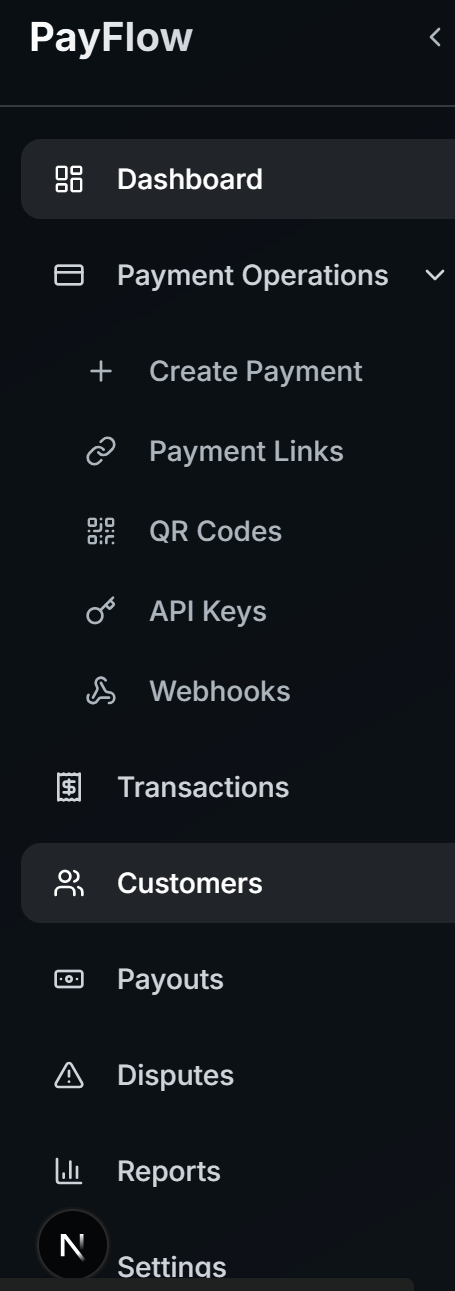 PayFlow
Dashboard
Payment Operations
Create Payment
Payment Links
QR Codes
API Keys
Webhooks
Transactions
Customers
Payouts
Disputes
Reports
N
Settings